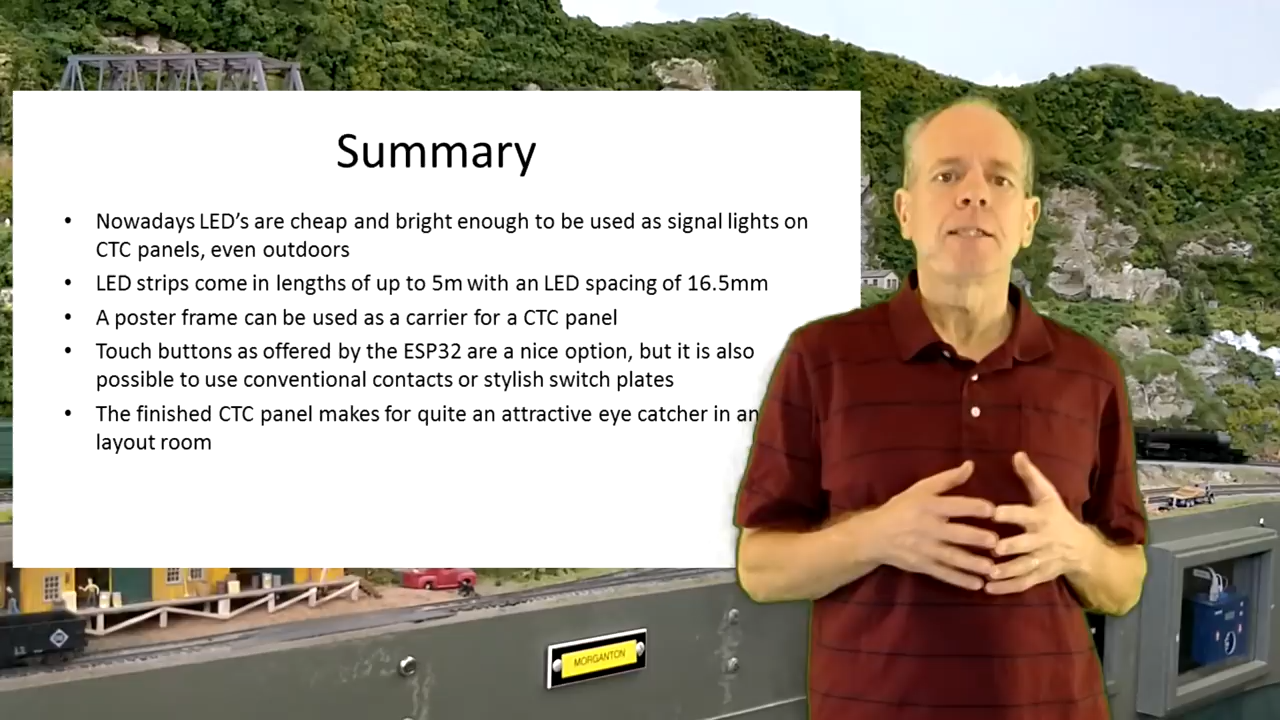 Summary
• Nowadays LED's are cheap and bright enough to be used as signal lights on
CTC panels, even outdoors
• LED strips come in lengths of up to 5m with an LED spacing of 16.5mm
• A poster frame can be used as a carrier for a CTC panel
• Touch buttons as offered by the ESP32 are a nice option, but it is also
possible to use conventional contacts or stylish switch plates
• The finished CTC panel makes for quite an attractive eye catcher in
layout room
MORGANTON